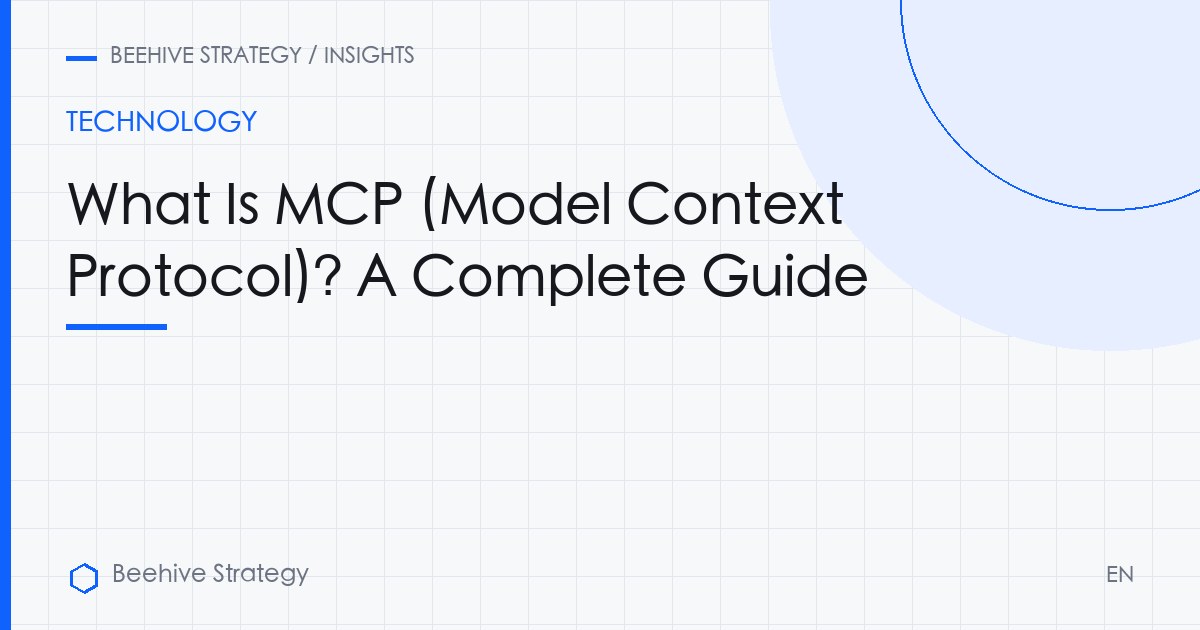 BEEHIVE STRATEGY / INSIGHTS
TECHNOLOGY
What Is MCP (Model Context
Protocol)? A Complete Guide
Beehive Strategy
EN